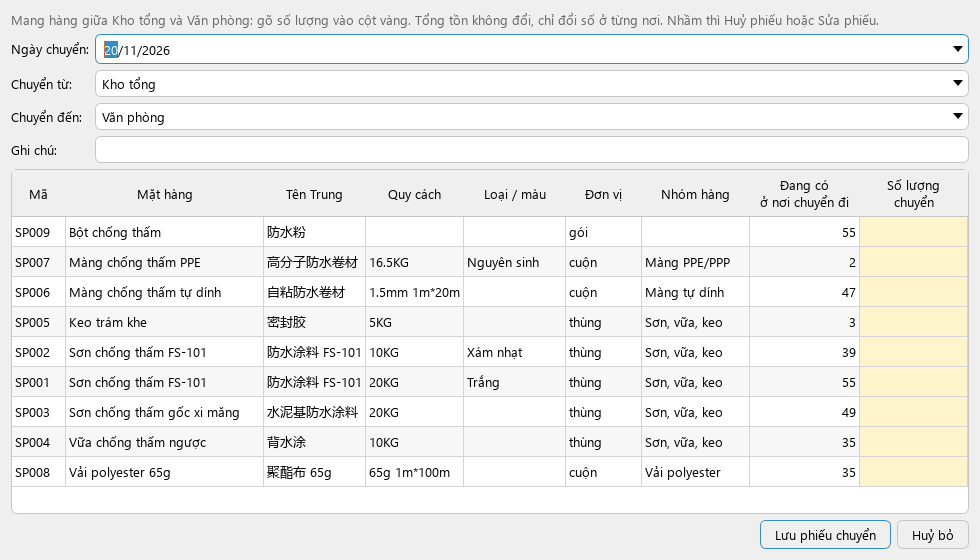 Mang hàng giữa Kho tổng và Văn phòng: gõ số lượng vào cột vàng. Tổng tồn không đổi, chỉ đổi số ở từng nơi. Nhầm thì Huỷ phiếu hoặc Sửa phiếu.
Ngày chuyển: 20/11/2026
Chuyển từ: Kho tổng
Chuyển đến: Văn phòng
Ghi chú:
Mã Mặt hàng Tên Trung Quy cách Loại / màu Đơn vị Nhóm hàng Đang có ở nơi chuyển đi Số lượng chuyển
SP009 Bột chống thấm 防水粉 gói 55
SP007 Màng chống thấm PPE 高分子防水卷材 16.5KG Nguyên sinh cuộn Màng PPE/PPP 2
SP006 Màng chống thấm tự dính 自粘防水卷材 1.5mm 1m*20m cuộn Màng tự dính 47
SP005 Keo trám khe 密封胶 5KG thùng Sơn, vữa, keo 3
SP002 Sơn chống thấm FS-101 防水涂料 FS-101 10KG Xám nhạt thùng Sơn, vữa, keo 39
SP001 Sơn chống thấm FS-101 防水涂料 FS-101 20KG Trắng thùng Sơn, vữa, keo 55
SP003 Sơn chống thấm gốc xi măng 水泥基防水涂料 20KG thùng Sơn, vữa, keo 49
SP004 Vữa chống thấm ngược 背水涂 10KG thùng Sơn, vữa, keo 35
SP008 Vải polyester 65g 聚酯布 65g 65g 1m*100m cuộn Vải polyester 35
Lưu phiếu chuyển Huỷ bỏ